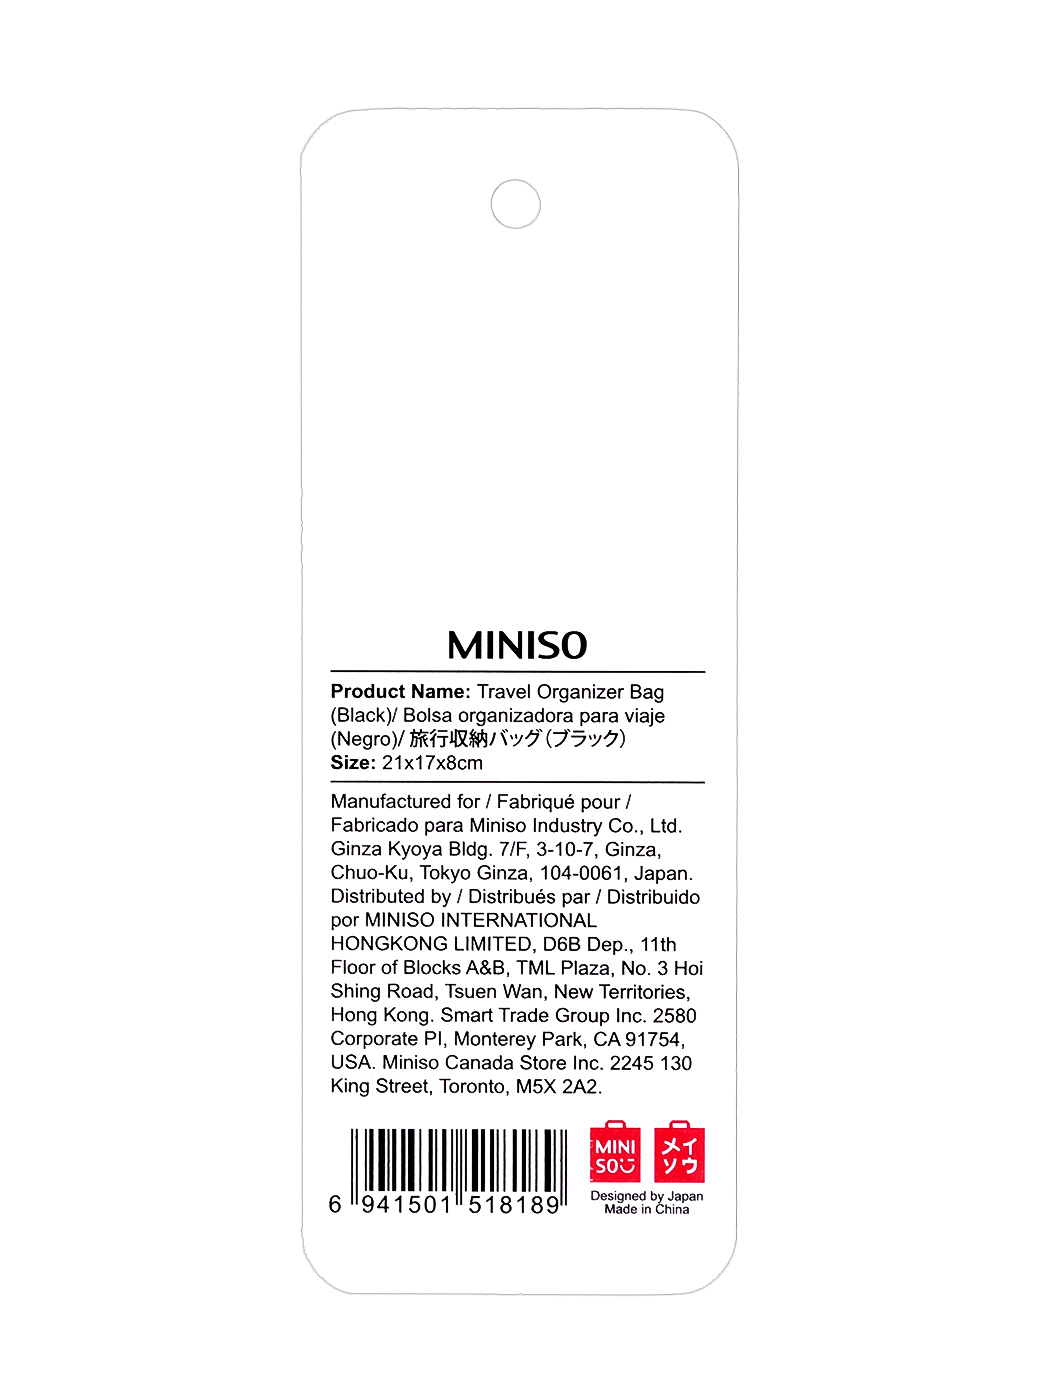 MINISO
Product Name: Travel Organizer Bag
(Black)/ Bolsa organizadora para viaje
(Negro)/ 旅行収納バッグ（ブラック）
Size: 21x17x8cm
Manufactured for / Fabriqué pour /
Fabricado para Miniso Industry Co., Ltd.
Ginza Kyoya Bldg. 7/F, 3-10-7, Ginza,
Chuo-Ku, Tokyo Ginza, 104-0061, Japan.
Distributed by / Distribués par / Distribuido
por MINISO INTERNATIONAL
HONGKONG LIMITED, D6B Dep., 11th
Floor of Blocks A&B, TML Plaza, No. 3 Hoi
Shing Road, Tsuen Wan, New Territories,
Hong Kong. Smart Trade Group Inc. 2580
Corporate Pl, Monterey Park, CA 91754,
USA. Miniso Canada Store Inc. 2245 130
King Street, Toronto, M5X 2A2.
6 941501 518189
MINI
SO
メイ
ソウ
Designed by Japan
Made in China